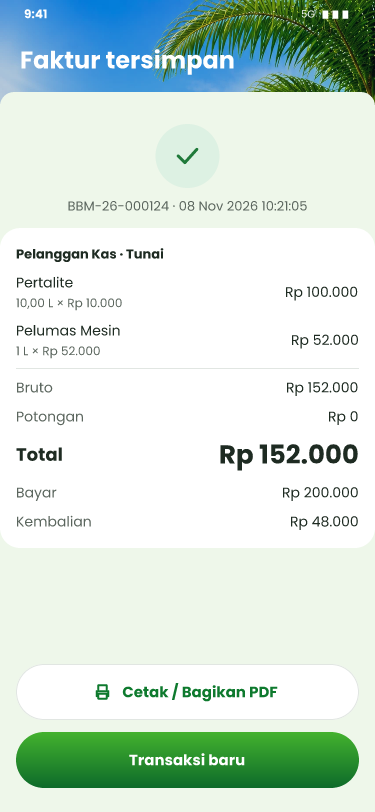 9:41
5G
Faktur tersimpan
BBM-26-000124 · 08 Nov 2026 10:21:05
Pelanggan Kas · Tunai
Pertalite
10,00 L × Rp 10.000
Rp 100.000
Pelumas Mesin
1 L × Rp 52.000
Rp 52.000
Bruto Rp 152.000
Potongan Rp 0
Total Rp 152.000
Bayar Rp 200.000
Kembalian Rp 48.000
Cetak / Bagikan PDF
Transaksi baru